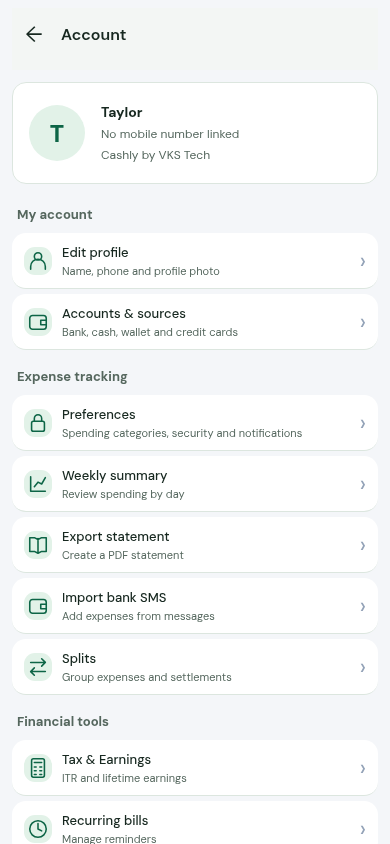 Account
T
Taylor
No mobile number linked
Cashly by VKS Tech
My account
Edit profile
Name, phone and profile photo
Accounts & sources
Bank, cash, wallet and credit cards
Expense tracking
Preferences
Spending categories, security and notifications
Weekly summary
Review spending by day
Export statement
Create a PDF statement
Import bank SMS
Add expenses from messages
Splits
Group expenses and settlements
Financial tools
Tax & Earnings
ITR and lifetime earnings
Recurring bills
Manage reminders